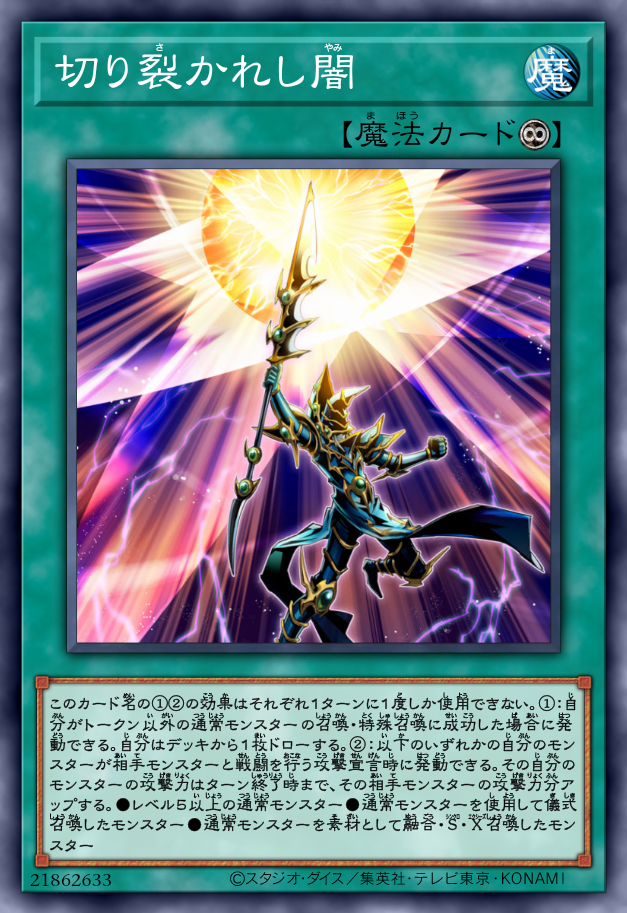 切り裂かれし闇
魔
【魔法カード】
このカード名の①②の効果はそれぞれ1ターンに1度しか使用できない。①:自
分がトークン以外の通常モンスターの召喚・特殊召喚に成功した場合に発
動できる。自分はデッキから1枚ドローする。②:以下のいずれかの自分のモン
スターが相手モンスターと戦闘を行う攻撃宣言時に発動できる。その自分の
モンスターの攻撃力はターン終了時まで、その相手モンスターの攻撃力分ア
ップする。●レベル5以上の通常モンスター●通常モンスターを使用して儀式
召喚したモンスター●通常モンスターを素材として融合・S・X召喚したモン
スター
21862633 ©スタジオ・ダイス/集英社・テレビ東京・KONAMI